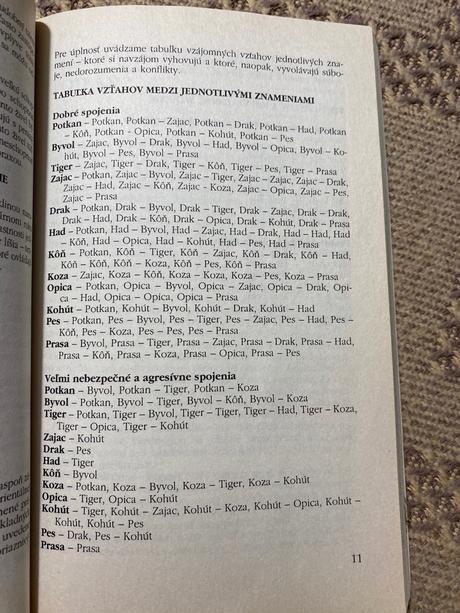 Pre úplnosť uvádzame tabuľku vzájomných vzťahov jednotlivých zna-
mení – ktoré si navzájom vyhovujú a ktoré, naopak, vyvolávajú súbo-
je, nedorozumenia a konflikty.
TABUĽKA VZŤAHOV MEDZI JEDNOTLIVÝMI ZNAMENIAMI
Dobré spojenia
Potkan – Potkan, Potkan – Zajac, Potkan – Drak, Potkan – Had, Potkan
– Kôň, Potkan - Opica, Potkan – Kohút, Potkan – Pes
Byvol – Zajac, Byvol – Drak, Byvol – Had, Byvol – Opica, Byvol – Ko-
hút, Byvol – Pes, Byvol – Prasa
Tiger – Zajac, Tiger – Drak, Tiger – Kôň, Tiger – Pes, Tiger – Prasa
Zajac – Potkan, Zajac – Byvol, Zajac – Tiger, Zajac – Zajac, Zajac – Drak,
Zajac – Had, Zajac – Kôň, Zajac – Koza, Zajac – Opica, Zajac – Pes,
Zajac – Prasa
Drak – Potkan, Drak – Byvol, Drak – Tiger, Drak – Zajac, Drak – Drak,
Drak – Had, Drak – Kôň, Drak – Opica, Drak – Kohút, Drak – Prasa
Had – Potkan, Had – Byvol, Had – Zajac, Had – Drak, Had – Had, Had
– Kôň, Had – Opica, Had – Kohút, Had – Pes, Had – Prasa
Kôň – Potkan, Kôň – Tiger, Kôň – Zajac, Kôň – Drak, Kôň – Had,
Kôň – Kôň, Kôň – Koza, Kôň – Pes, Kôň – Prasa
Koza – Zajac, Koza – Kôň, Koza – Koza, Koza – Pes, Koza – Prasa
Opica – Potkan, Opica – Byvol, Opica – Zajac, Opica – Drak, Opi-
ca – Had, Opica – Opica, Opica – Prasa
Kohút – Potkan, Kohút – Byvol, Kohút – Drak, Kohút – Had
Pes – Potkan, Pes – Byvol, Pes – Tiger, Pes – Zajac, Pes – Had, Pes –
Kôň, Pes – Koza, Pes – Pes, Pes – Prasa
Prasa – Byvol, Prasa – Tiger, Prasa – Zajac, Prasa – Drak, Prasa – Had,
Prasa – Kôň, Prasa – Koza, Prasa – Opica, Prasa – Pes
Veľmi nebezpečné a agresívne spojenia
Potkan – Byvol, Potkan – Tiger, Potkan – Koza
Byvol – Potkan, Byvol – Tiger, Byvol – Kôň, Byvol – Koza
Tiger – Potkan, Tiger – Byvol, Tiger – Tiger, Tiger – Had, Tiger – Koza,
Tiger – Opica, Tiger – Kohút
Zajac – Kohút
Drak – Pes
Had – Tiger
Kôň – Byvol
Koza – Potkan, Koza – Byvol, Koza – Tiger, Koza – Kohút
Opica – Tiger, Opica – Kohút
Kohút – Tiger, Kohút – Zajac, Kohút – Koza, Kohút – Opica, Kohút –
Kohút, Kohút – Pes
Pes – Drak, Pes – Kohút
Prasa – Prasa
11